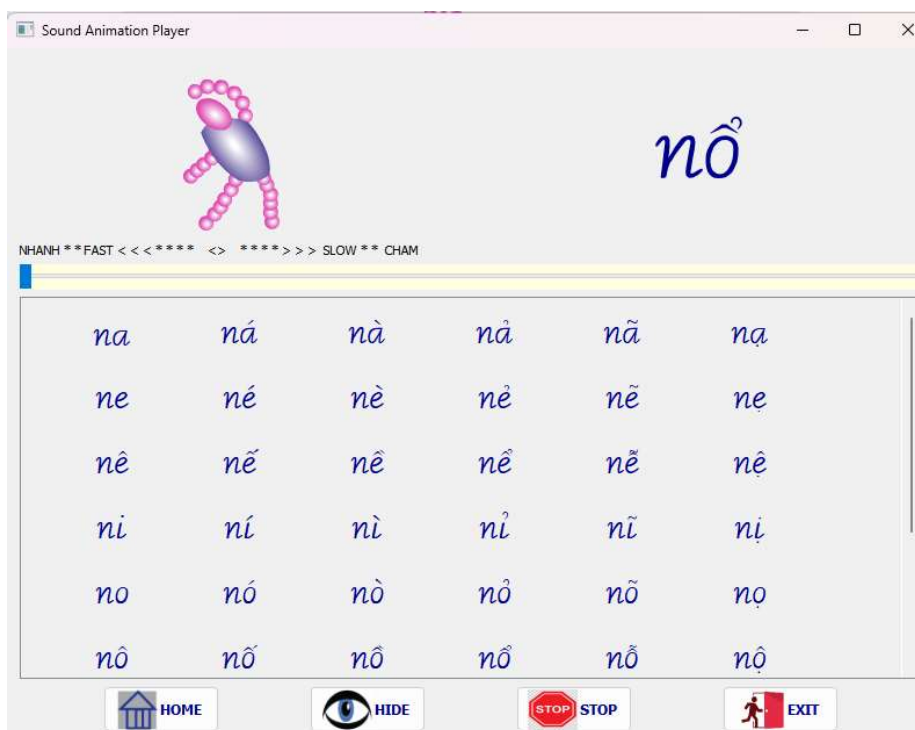 Sound Animation Player
nổ
NHANH * * FAST < < < * * * * <> * * * * > > > SLOW * * CHAM
na ná nà nả nã nạ
ne né nè nẻ nẽ nẹ
nê nế nề nể nễ nệ
ni ní nì nỉ nĩ nị
no nó nò nỏ nõ nọ
nô nố nồ nổ nỗ nộ
HOME HIDE STOP STOP EXIT